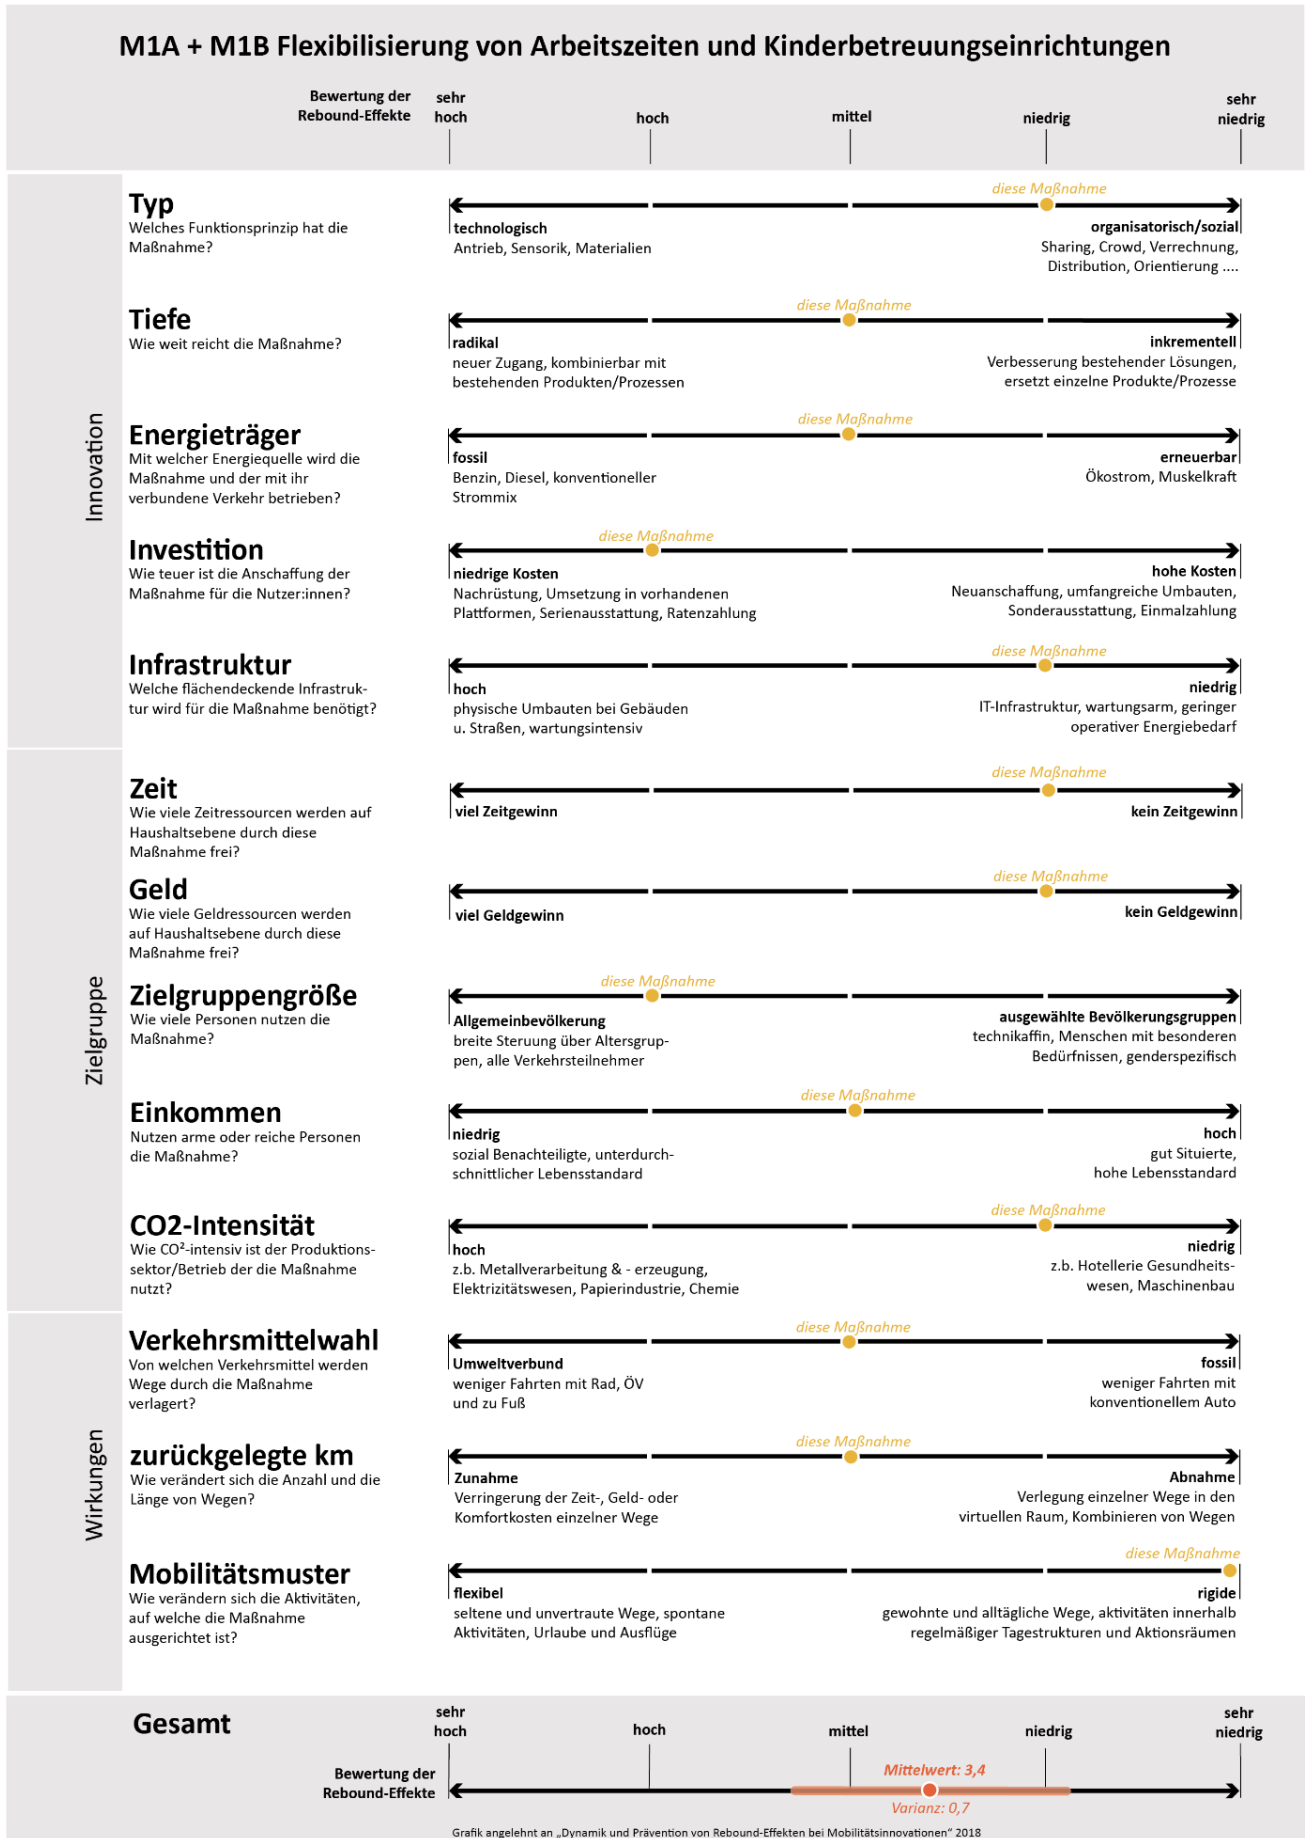 M1A + M1B Flexibilisierung von Arbeitszeiten und Kinderbetreuungseinrichtungen
Bewertung der
Rebound-Effekte
sehr
hoch
hoch
mittel
niedrig
sehr
niedrig
Innovation
Typ
Welches Funktionsprinzip hat die
Maßnahme?
diese Maßnahme
technologisch
Antrieb, Sensorik, Materialien
organisatorisch/sozial
Sharing, Crowd, Verrechnung,
Distribution, Orientierung ....
Tiefe
Wie weit reicht die Maßnahme?
diese Maßnahme
radikal
neuer Zugang, kombinierbar mit
bestehenden Produkten/Prozessen
inkrementell
Verbesserung bestehender Lösungen,
ersetzt einzelne Produkte/Prozesse
Energieträger
Mit welcher Energiequelle wird die
Maßnahme und der mit ihr
verbundene Verkehr betrieben?
diese Maßnahme
fossil
Benzin, Diesel, konventioneller
Strommix
erneuerbar
Ökostrom, Muskelkraft
Investition
Wie teuer ist die Anschaffung der
Maßnahme für die Nutzer:innen?
diese Maßnahme
niedrige Kosten
Nachrüstung, Umsetzung in vorhandenen
Plattformen, Serienausstattung, Ratenzahlung
hohe Kosten
Neuanschaffung, umfangreiche Umbauten,
Sonderausstattung, Einmalzahlung
Infrastruktur
Welche flächendeckende Infrastruk-
tur wird für die Maßnahme benötigt?
diese Maßnahme
hoch
physische Umbauten bei Gebäuden
u. Straßen, wartungsintensiv
niedrig
IT-Infrastruktur, wartungsarm, geringer
operativer Energiebedarf
Zielgruppe
Zeit
Wie viele Zeitressourcen werden auf
Haushaltsebene durch diese
Maßnahme frei?
diese Maßnahme
viel Zeitgewinn
kein Zeitgewinn
Geld
Wie viele Geldressourcen werden
auf Haushaltsebene durch diese
Maßnahme frei?
diese Maßnahme
viel Geldgewinn
kein Geldgewinn
Zielgruppengröße
Wie viele Personen nutzen die
Maßnahme?
diese Maßnahme
Allgemeinbevölkerung
breite Steruung über Altersgrup-
pen, alle Verkehrsteilnehmer
ausgewählte Bevölkerungsgruppen
technikaffin, Menschen mit besonderen
Bedürfnissen, genderspezifisch
Einkommen
Nutzen arme oder reiche Personen
die Maßnahme?
diese Maßnahme
niedrig
sozial Benachteiligte, unterdurch-
schnittlicher Lebensstandard
hoch
gut Situierte,
hohe Lebensstandard
CO2-Intensität
Wie CO²-intensiv ist der Produktions-
sektor/Betrieb der die Maßnahme
nutzt?
diese Maßnahme
hoch
z.b. Metallverarbeitung & - erzeugung,
Elektrizitätswesen, Papierindustrie, Chemie
niedrig
z.b. Hotellerie Gesundheits-
wesen, Maschinenbau
Wirkungen
Verkehrsmittelwahl
Von welchen Verkehrsmittel werden
Wege durch die Maßnahme
verlagert?
diese Maßnahme
Umweltverbund
weniger Fahrten mit Rad, ÖV
und zu Fuß
fossil
weniger Fahrten mit
konventionellem Auto
zurückgelegte km
Wie verändert sich die Anzahl und die
Länge von Wegen?
diese Maßnahme
Zunahme
Verringerung der Zeit-, Geld- oder
Komfortkosten einzelner Wege
Abnahme
Verlegung einzelner Wege in den
virtuellen Raum, Kombinieren von Wegen
Mobilitätsmuster
Wie verändern sich die Aktivitäten,
auf welche die Maßnahme
ausgerichtet ist?
diese Maßnahme
flexibel
seltene und unvertraute Wege, spontane
Aktivitäten, Urlaube und Ausflüge
rigide
gewohnte und alltägliche Wege, aktivitäten innerhalb
regelmäßiger Tagestrukturen und Aktionsräumen
Gesamt
sehr
hoch
hoch
mittel
niedrig
sehr
niedrig
Bewertung der
Rebound-Effekte
Mittelwert: 3,4
Varianz: 0,7
Grafik angelehnt an „Dynamik und Prävention von Rebound-Effekten bei Mobilitätsinnovationen“ 2018